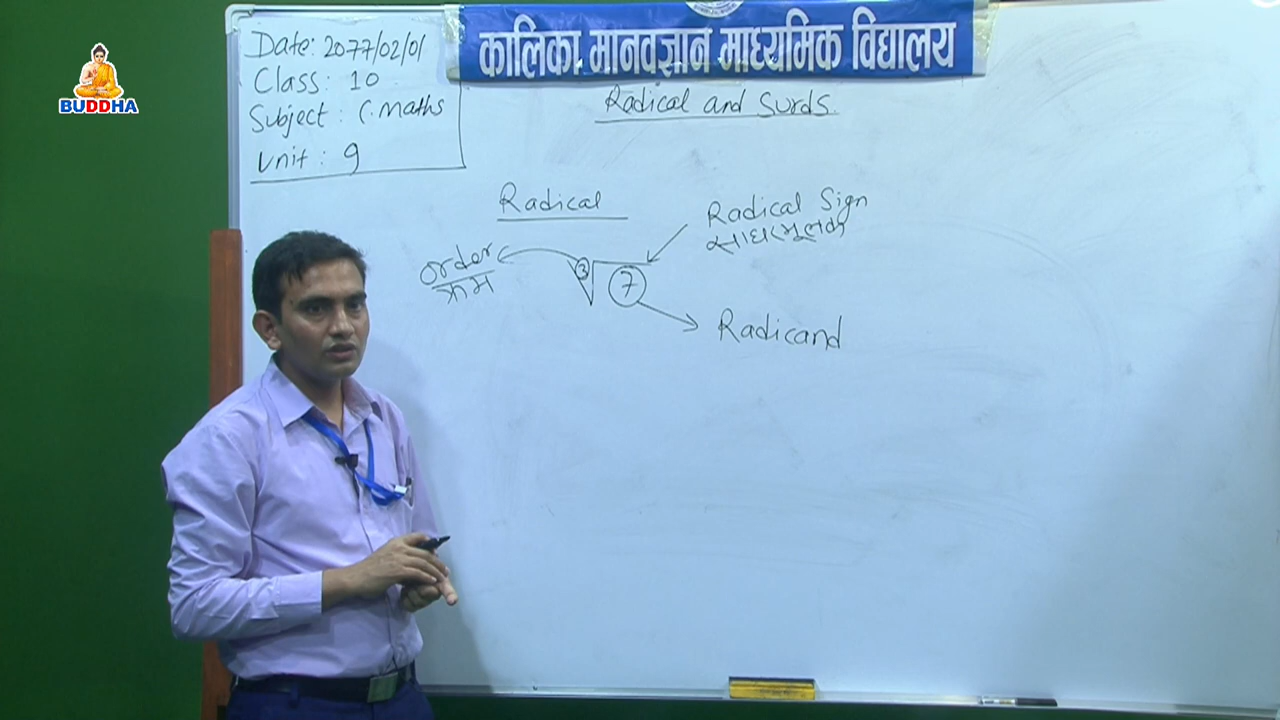 BUDDHA
कालिका मानवज्ञान माध्यमिक विद्यालय
Date: 2077/02/01
Class: 10
Subject: C.Maths
Unit: 9
Radical and Surds.
Radical
Radical Sign
order
क्रम
3
7
Radicand